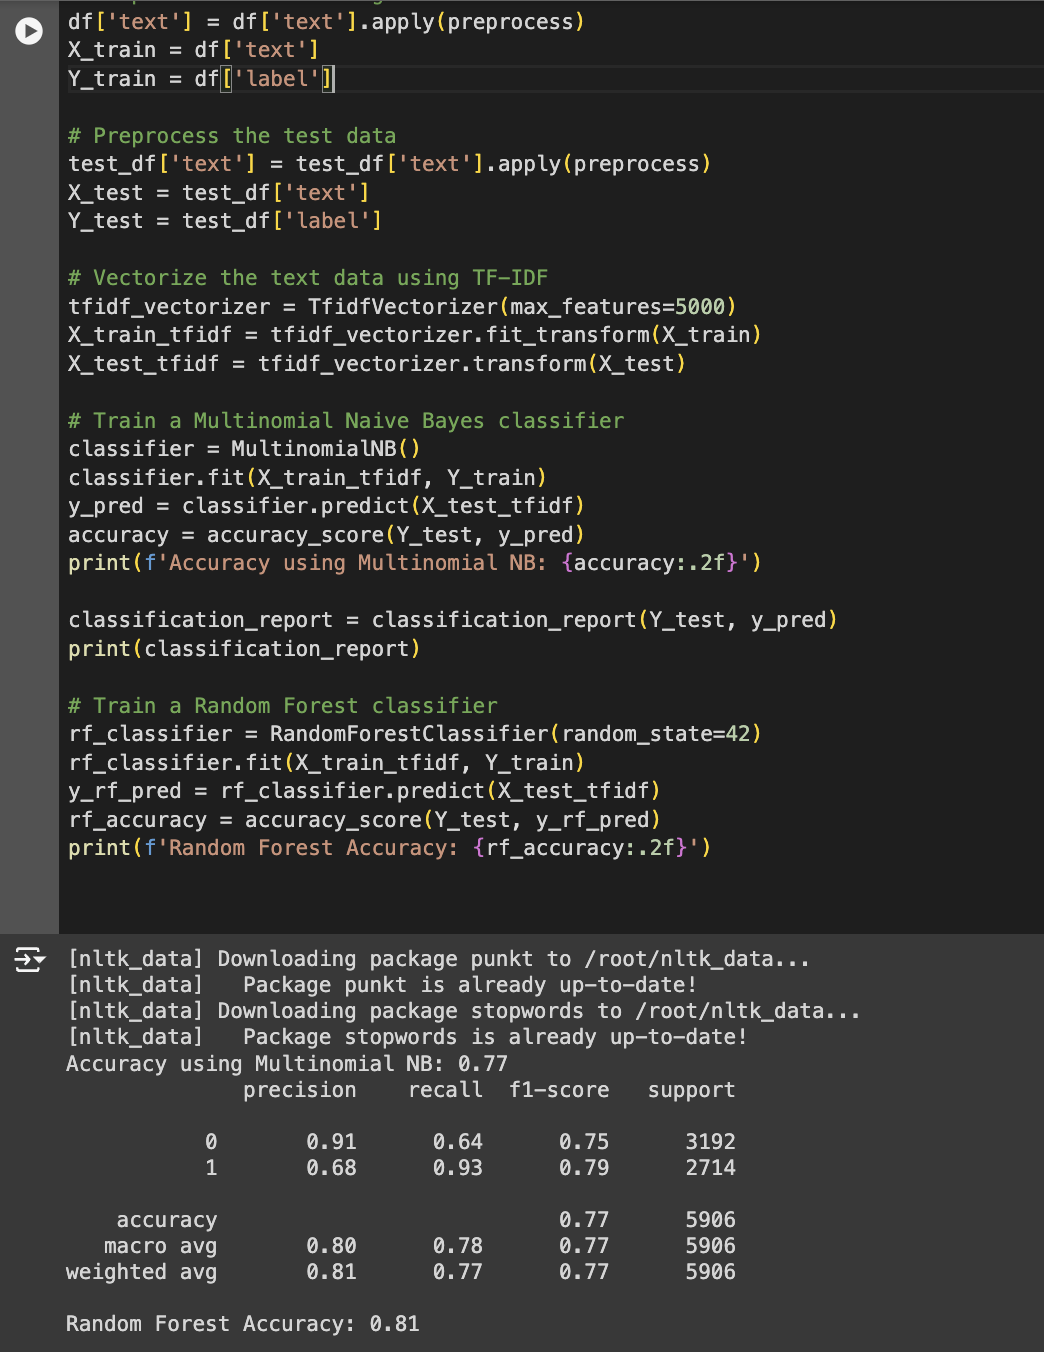 df['text'] = df['text'].apply(preprocess)
X_train = df['text']
Y_train = df['label']
# Preprocess the test data
test_df['text'] = test_df['text'].apply(preprocess)
X_test = test_df['text']
Y_test = test_df['label']
# Vectorize the text data using TF-IDF
tfidf_vectorizer = TfidfVectorizer(max_features=5000)
X_train_tfidf = tfidf_vectorizer.fit_transform(X_train)
X_test_tfidf = tfidf_vectorizer.transform(X_test)
# Train a Multinomial Naive Bayes classifier
classifier = MultinomialNB()
classifier.fit(X_train_tfidf, Y_train)
y_pred = classifier.predict(X_test_tfidf)
accuracy = accuracy_score(Y_test, y_pred)
print(f'Accuracy using Multinomial NB: {accuracy:.2f}')
classification_report = classification_report(Y_test, y_pred)
print(classification_report)
# Train a Random Forest classifier
rf_classifier = RandomForestClassifier(random_state=42)
rf_classifier.fit(X_train_tfidf, Y_train)
y_rf_pred = rf_classifier.predict(X_test_tfidf)
rf_accuracy = accuracy_score(Y_test, y_rf_pred)
print(f'Random Forest Accuracy: {rf_accuracy:.2f}')
[nltk_data] Downloading package punkt to /root/nltk_data...
[nltk_data]   Package punkt is already up-to-date!
[nltk_data] Downloading package stopwords to /root/nltk_data...
[nltk_data]   Package stopwords is already up-to-date!
Accuracy using Multinomial NB: 0.77
              precision    recall  f1-score   support
           0       0.91      0.64      0.75      3192
           1       0.68      0.93      0.79      2714
    accuracy                           0.77      5906
   macro avg       0.80      0.78      0.77      5906
weighted avg       0.81      0.77      0.77      5906
Random Forest Accuracy: 0.81